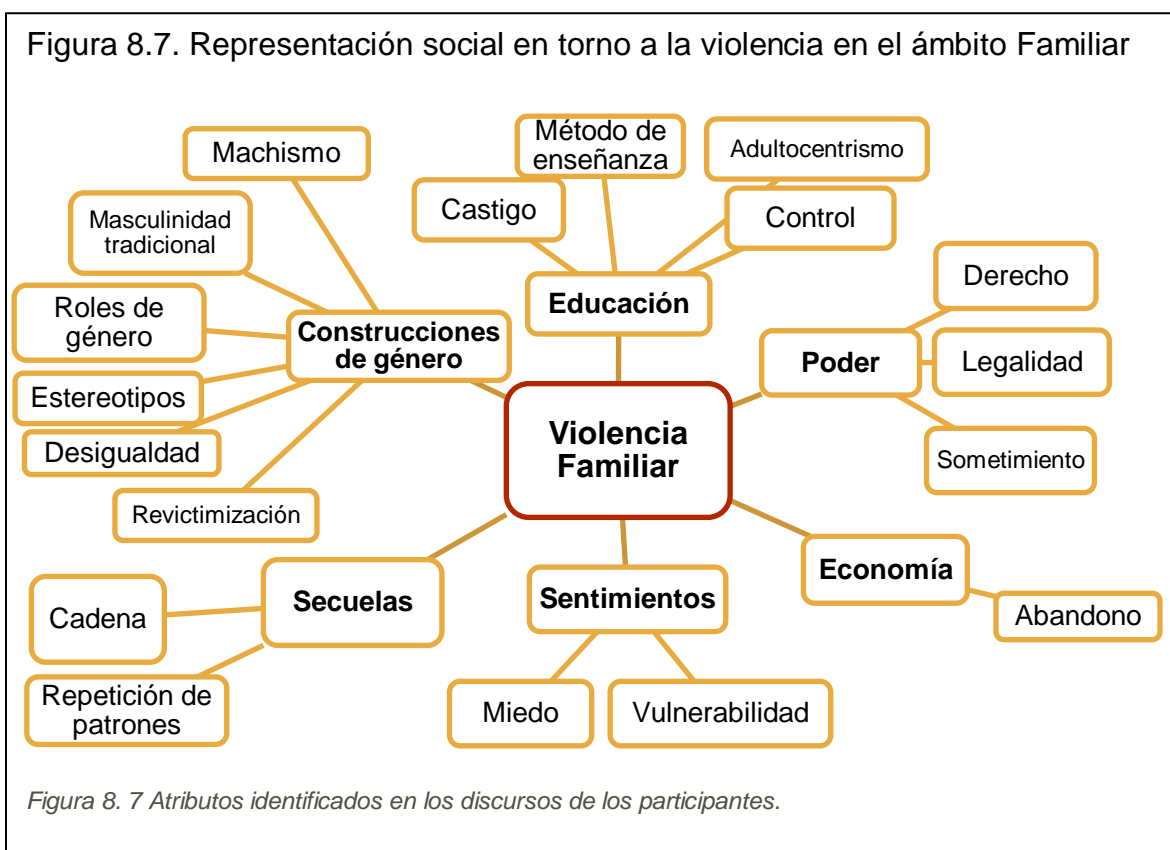 Figura 8.7. Representación social en torno a la violencia en el ámbito Familiar
Machismo
Masculinidad
tradicional
Roles de
género
Estereotipos
Desigualdad
Revictimización
Construcciones
de género
Castigo
Método de
enseñanza
Adultocentrismo
Control
Educación
Derecho
Legalidad
Sometimiento
Poder
Violencia
Familiar
Economía
Abandono
Sentimientos
Miedo
Vulnerabilidad
Secuelas
Cadena
Repetición de
patrones
Figura 8. 7 Atributos identificados en los discursos de los participantes.